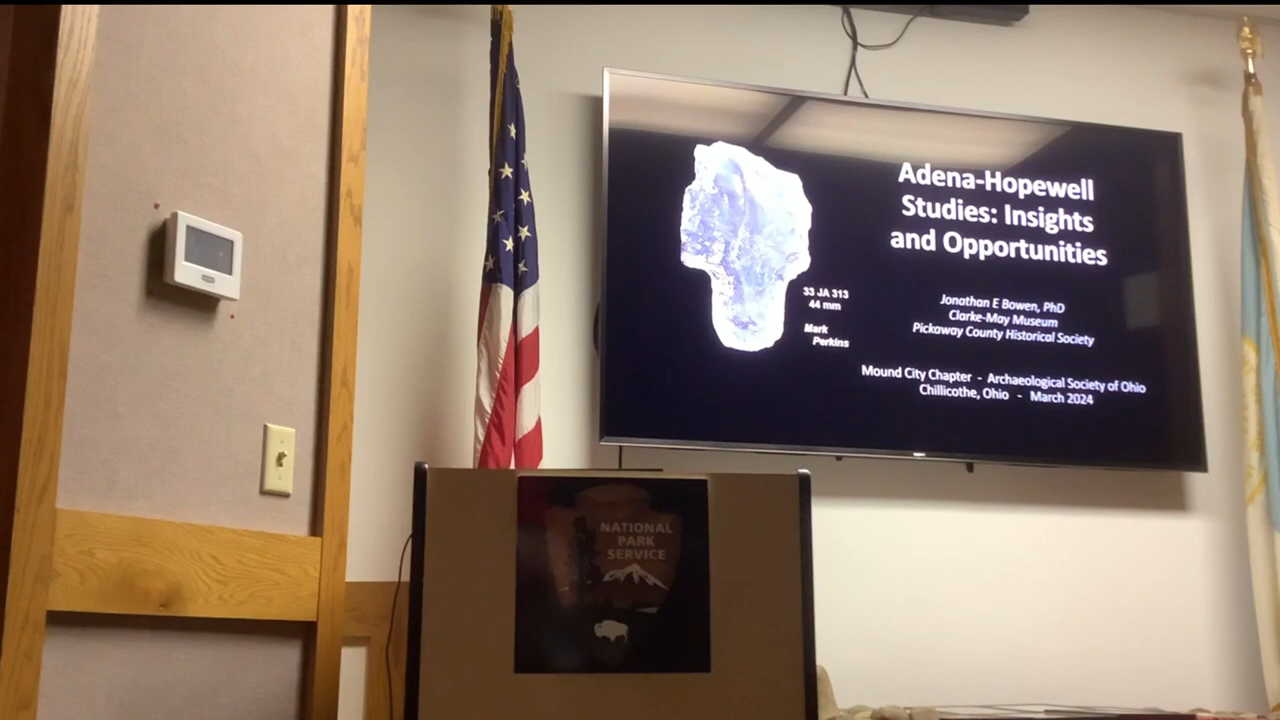 Adena-Hopewell
Studies: Insights
and Opportunities
33 JA 313
44 mm
Mark
Perkins
Jonathan E Bowen, PhD
Clarke-May Museum
Pickaway County Historical Society
Mound City Chapter - Archaeological Society of Ohio
Chillicothe, Ohio - March 2024
NATIONAL
PARK
SERVICE